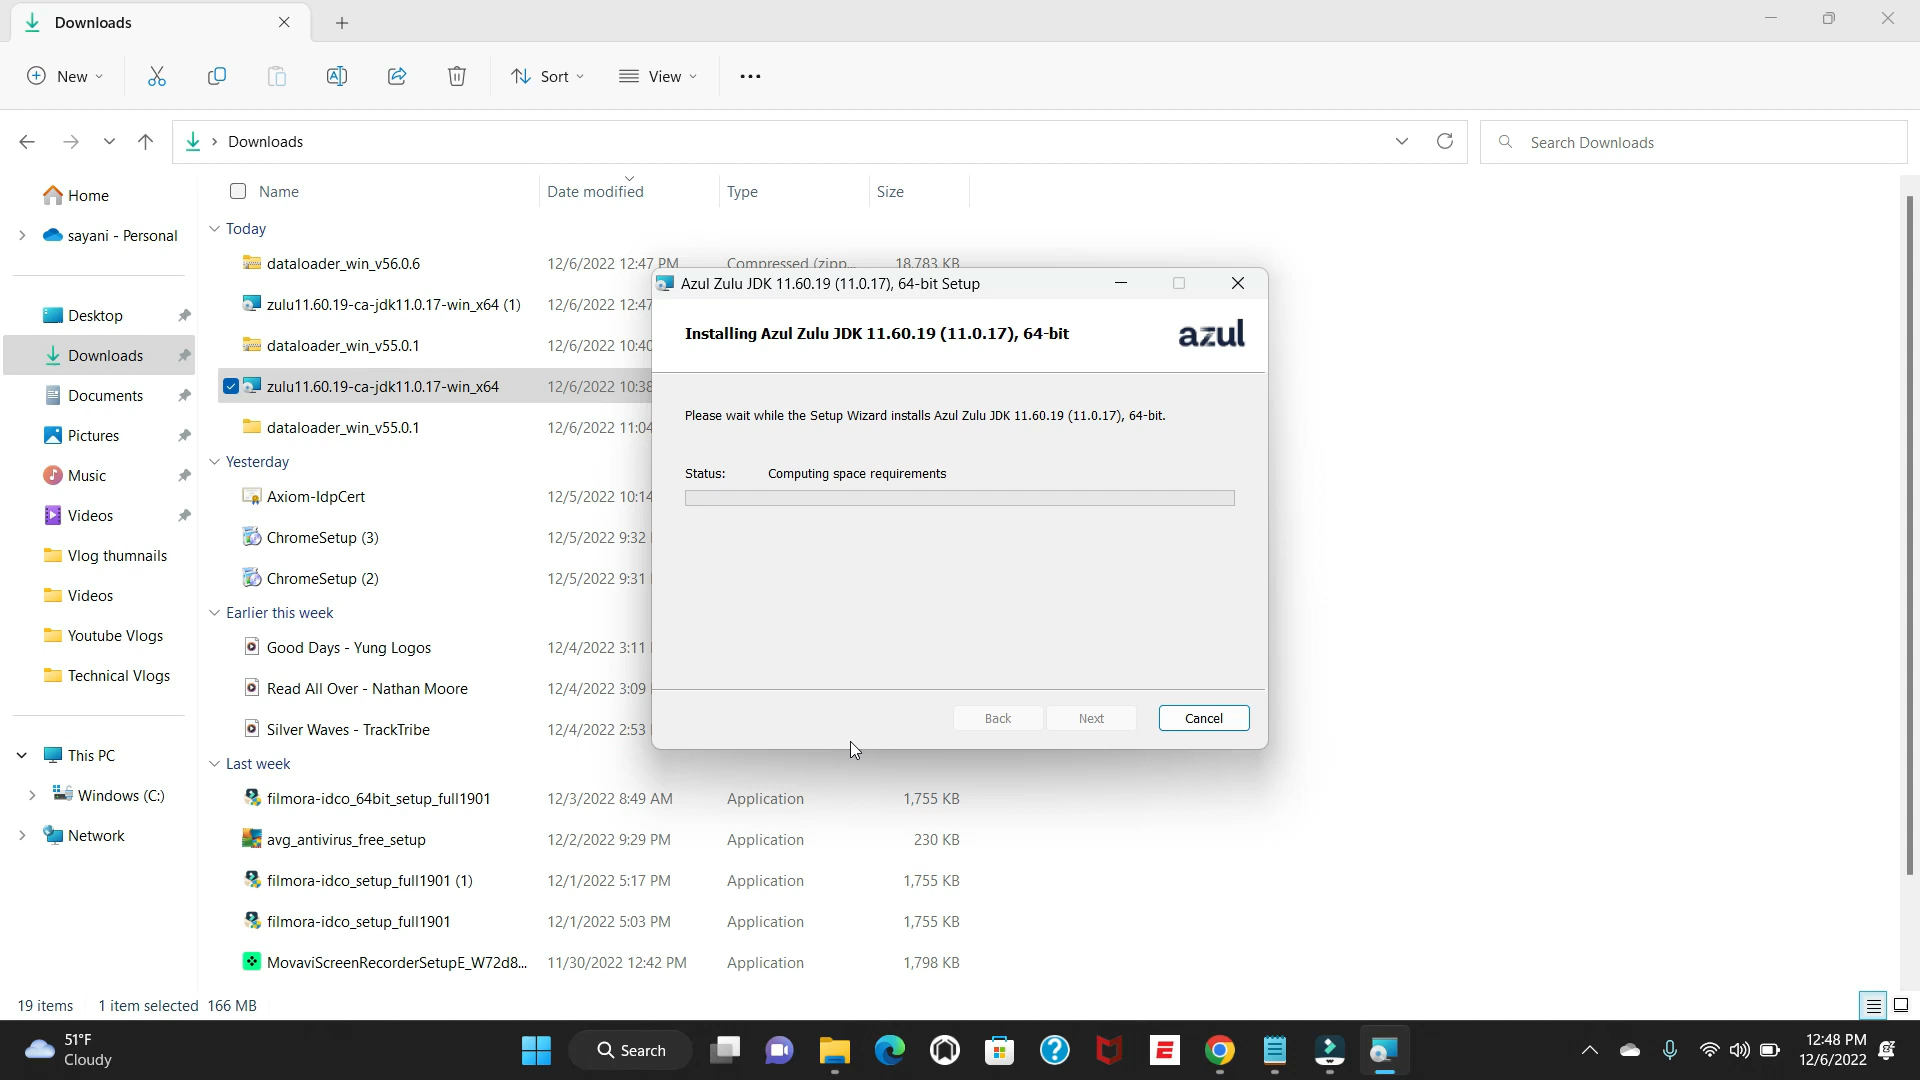 Downloads
New
Sort
View
Downloads
Search Downloads
Name
Date modified
Type
Size
Home
sayani - Personal
Desktop
Downloads
Documents
Pictures
Music
Videos
Vlog thumnails
Videos
Youtube Vlogs
Technical Vlogs
This PC
Windows (C:)
Network
Today
dataloader_win_v56.0.6 12/6/2022 12:47 PM Compressed (zipp... 18,783 KB
zulu11.60.19-ca-jdk11.0.17-win_x64 (1) 12/6/2022 12:47
dataloader_win_v55.0.1 12/6/2022 10:40
zulu11.60.19-ca-jdk11.0.17-win_x64 12/6/2022 10:38
dataloader_win_v55.0.1 12/6/2022 11:04
Yesterday
Axiom-IdpCert 12/5/2022 10:14
ChromeSetup (3) 12/5/2022 9:32
ChromeSetup (2) 12/5/2022 9:31
Earlier this week
Good Days - Yung Logos 12/4/2022 3:11
Read All Over - Nathan Moore 12/4/2022 3:09
Silver Waves - TrackTribe 12/4/2022 2:53
Last week
filmora-idco_64bit_setup_full1901 12/3/2022 8:49 AM Application 1,755 KB
avg_antivirus_free_setup 12/2/2022 9:29 PM Application 230 KB
filmora-idco_setup_full1901 (1) 12/1/2022 5:17 PM Application 1,755 KB
filmora-idco_setup_full1901 12/1/2022 5:03 PM Application 1,755 KB
MovaviScreenRecorderSetupE_W72d8... 11/30/2022 12:42 PM Application 1,798 KB
Azul Zulu JDK 11.60.19 (11.0.17), 64-bit Setup
Installing Azul Zulu JDK 11.60.19 (11.0.17), 64-bit
azul
Please wait while the Setup Wizard installs Azul Zulu JDK 11.60.19 (11.0.17), 64-bit.
Status: Computing space requirements
Back
Next
Cancel
19 items 1 item selected 166 MB
51°F
Cloudy
Search
12:48 PM
12/6/2022